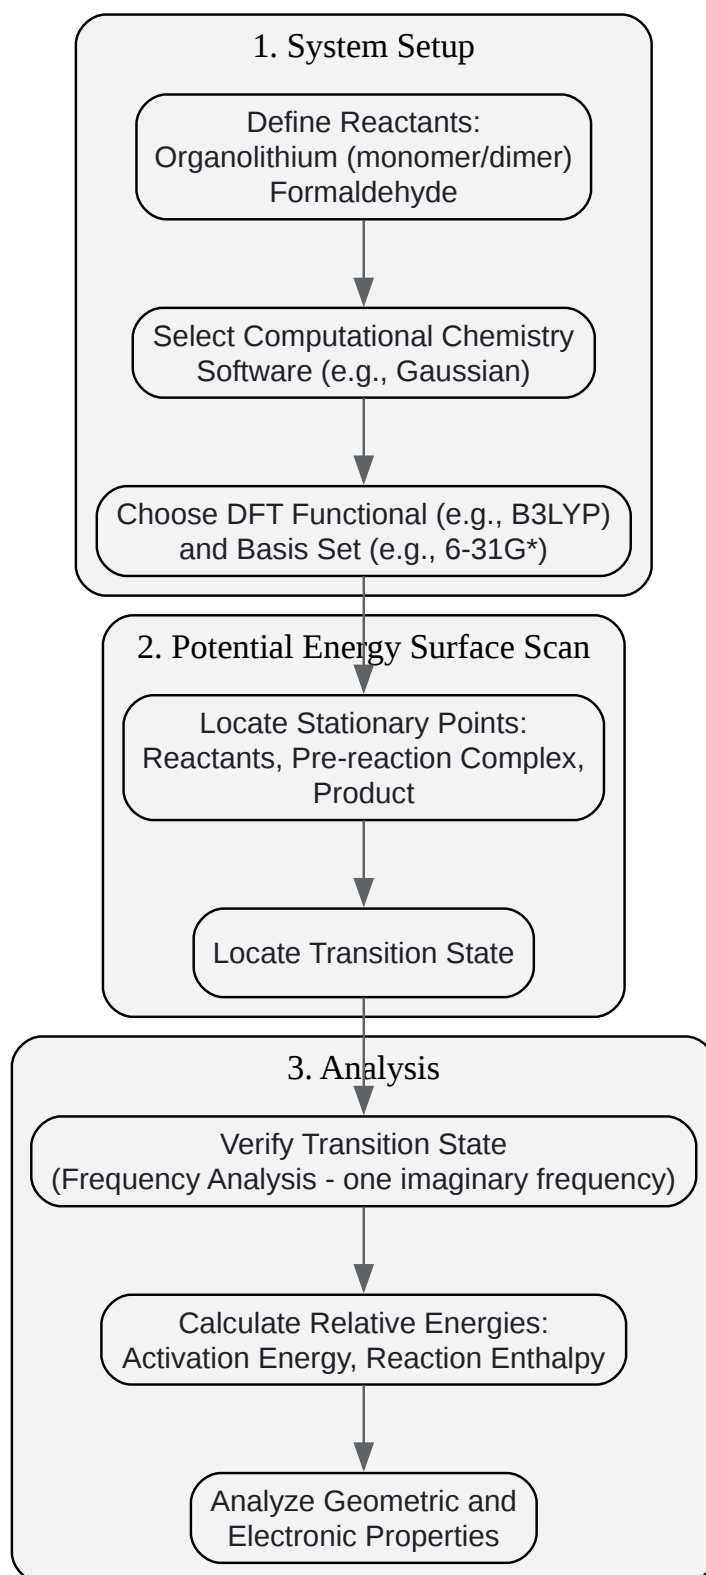 1. System Setup
Define Reactants:
Organolithium (monomer/dimer)
Formaldehyde
Select Computational Chemistry
Software (e.g., Gaussian)
Choose DFT Functional (e.g., B3LYP)
and Basis Set (e.g., 6-31G*)
2. Potential Energy Surface Scan
Locate Stationary Points:
Reactants, Pre-reaction Complex,
Product
Locate Transition State
3. Analysis
Verify Transition State
(Frequency Analysis - one imaginary frequency)
Calculate Relative Energies:
Activation Energy, Reaction Enthalpy
Analyze Geometric and
Electronic Properties